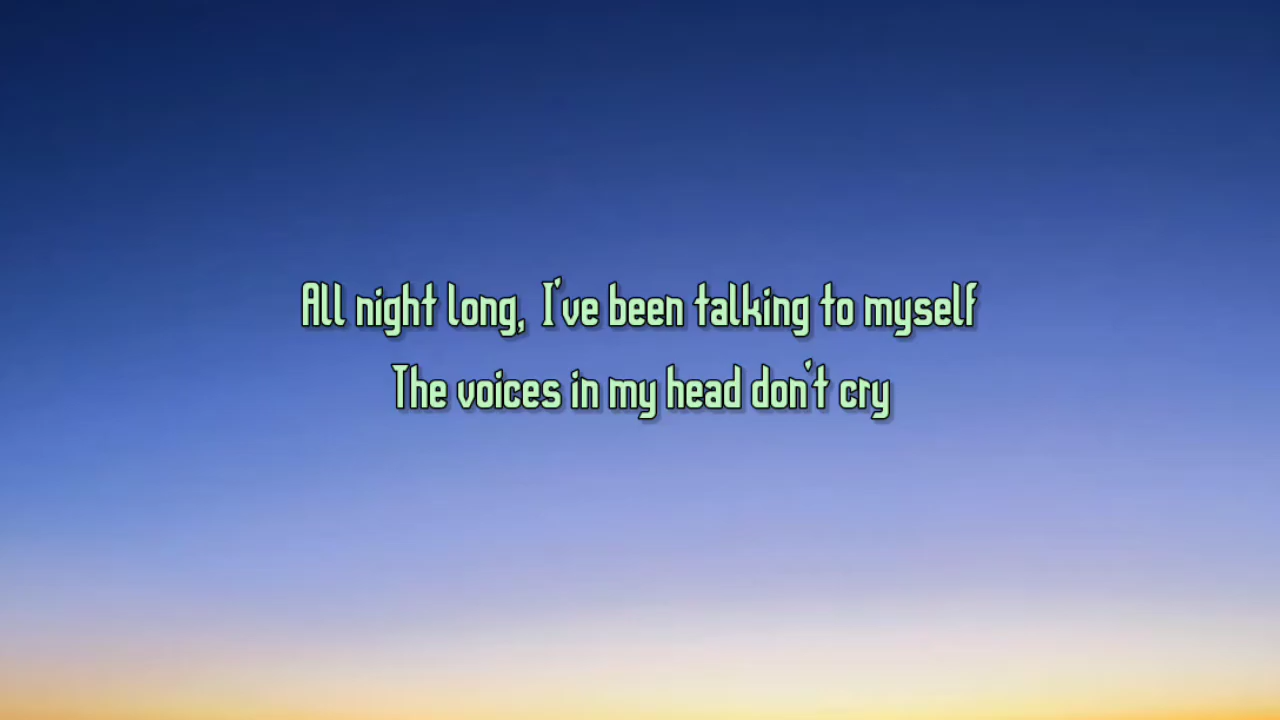 All night long, I've been talking to myself
The voices in my head don't cry